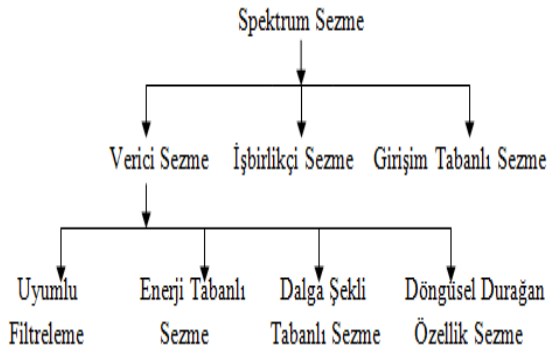 Spektrum Sezme
Verici Sezme İşbirlikçi Sezme Girişim Tabanlı Sezme
Uyumlu Enerji Tabanlı Dalga Şekli Döngüsel Durağan
Filtreleme Sezme Tabanlı Sezme Özellik Sezme